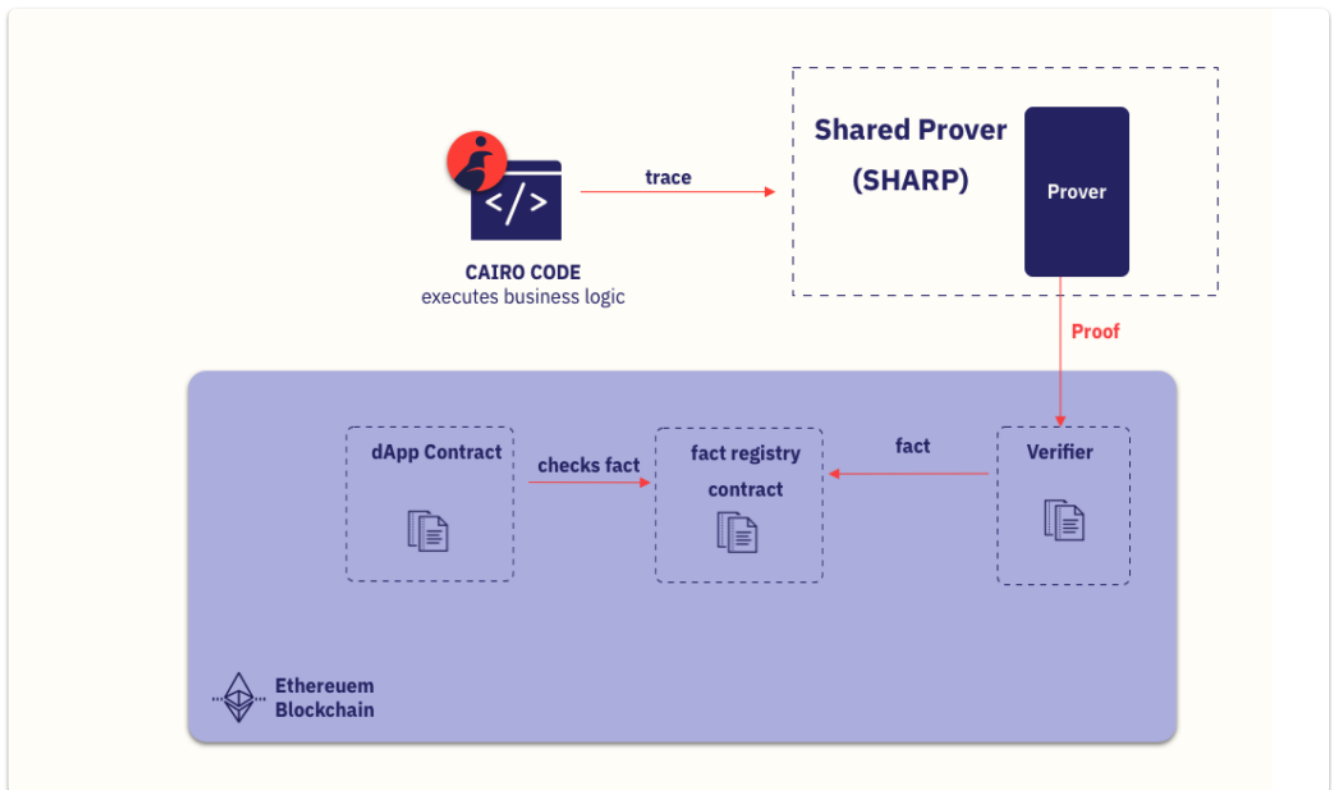 Shared Prover
(SHARP)
Prover
trace
</>
CAIRO CODE
executes business logic
Proof
dApp Contract
checks fact
fact registry
contract
fact
Verifier
Ethereuem
Blockchain